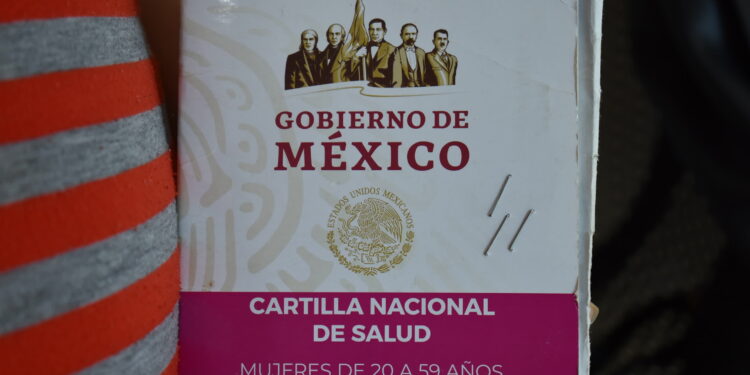 GOBIERNO DE
MÉXICO
ESTADOS UNIDOS MEXICANOS
CARTILLA NACIONAL
DE SALUD
MUJERES DE 20 A 59 AÑOS